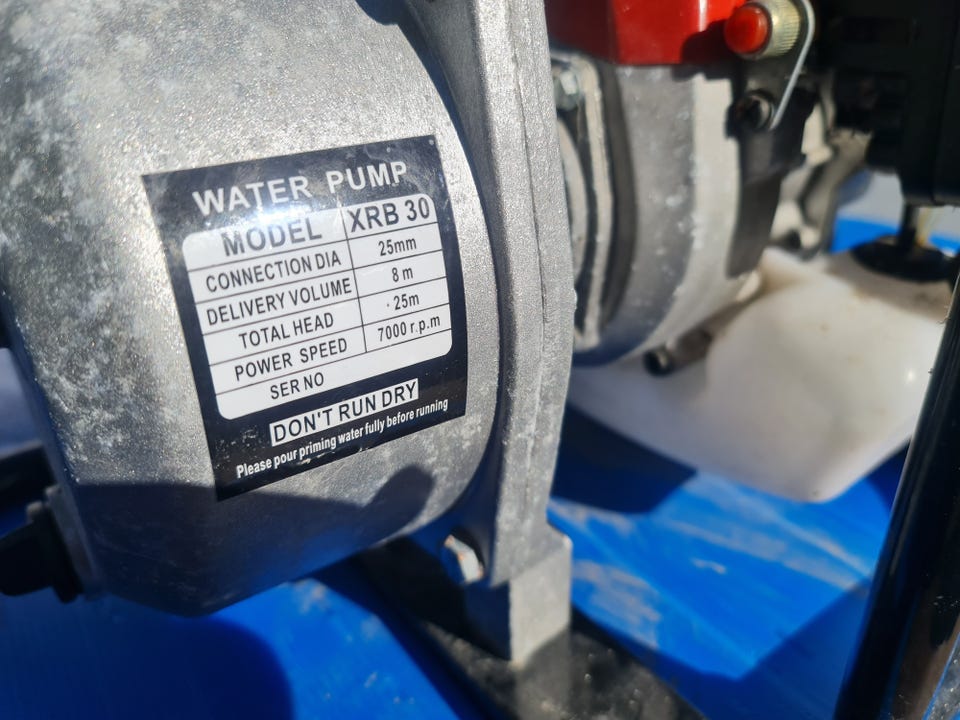 WATER PUMP
MODEL XRB 30
CONNECTION DIA 25mm
DELIVERY VOLUME 8 m
TOTAL HEAD 25m
POWER SPEED 7000 r.p.m
SER NO
DON'T RUN DRY
Please pour priming water fully before running